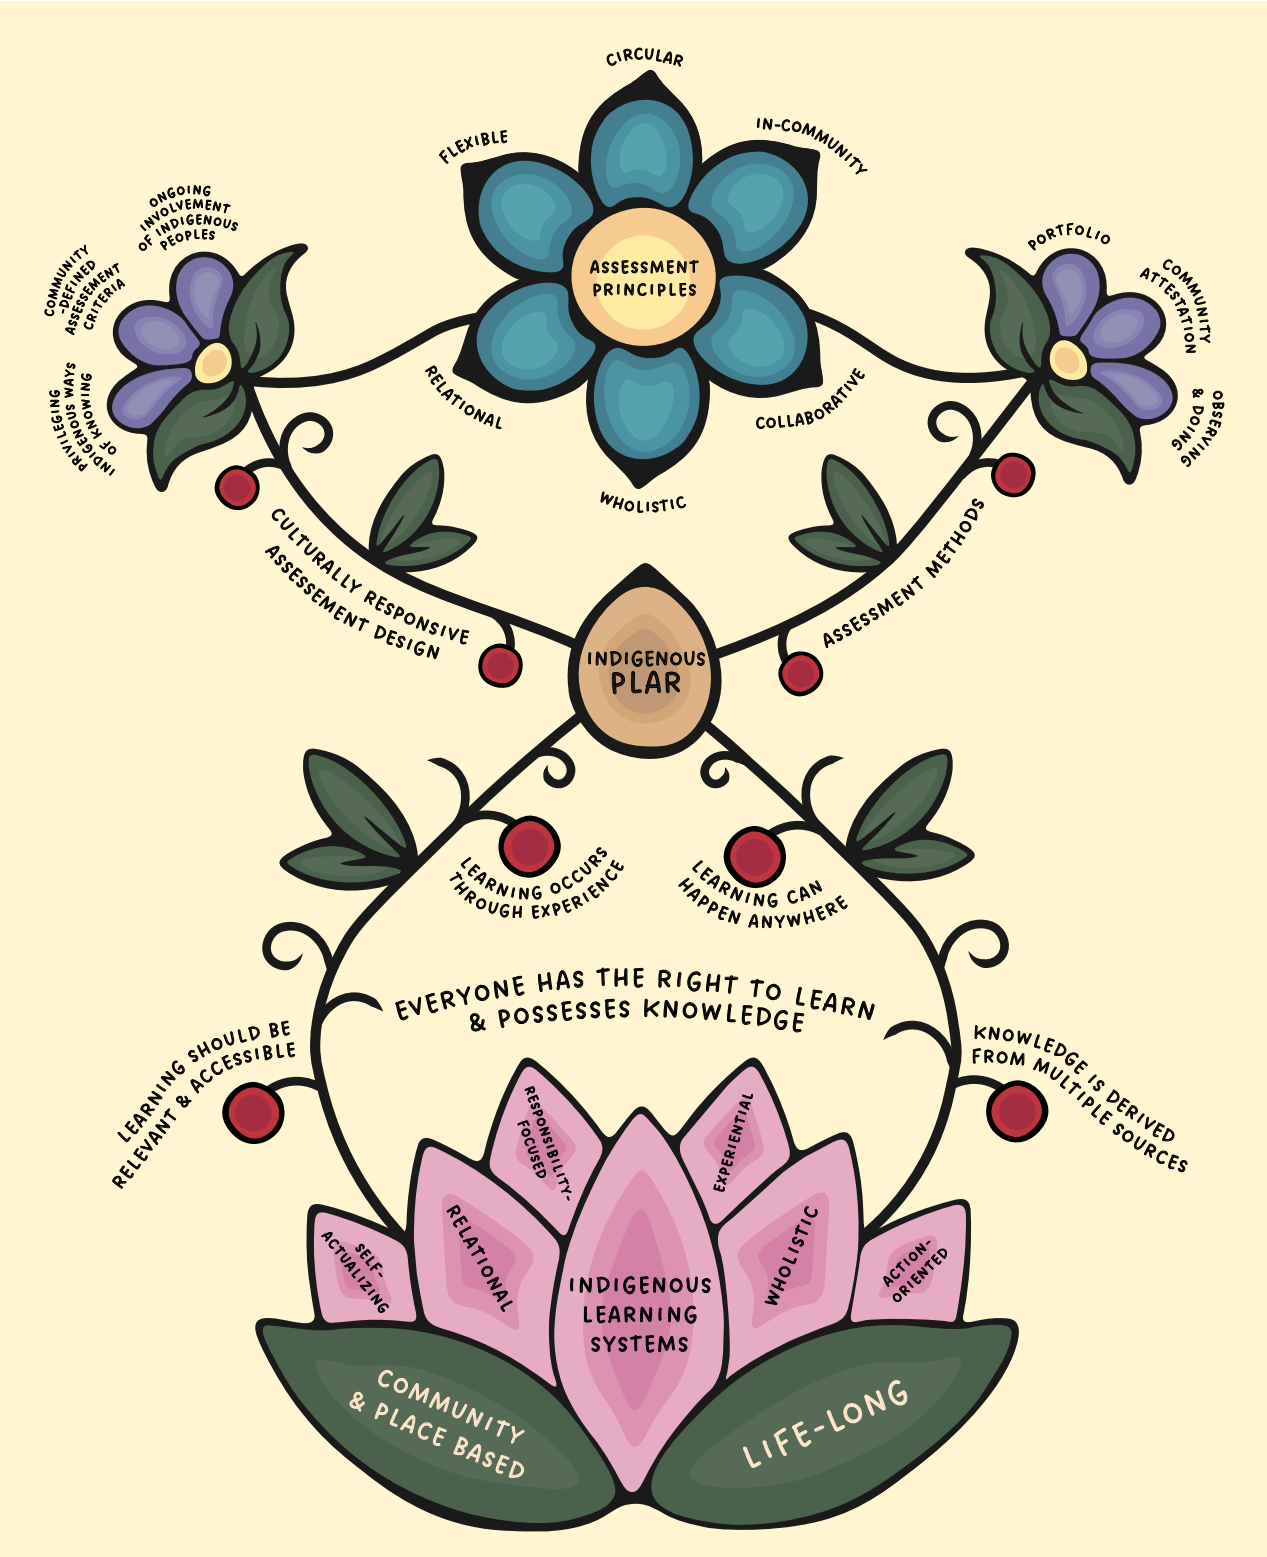 CIRCULAR
FLEXIBLE
IN-COMMUNITY
ASSESSMENT
PRINCIPLES
RELATIONAL
COLLABORATIVE
WHOLISTIC
ONGOING
INVOLVEMENT
OF INDIGENOUS
PEOPLES
COMMUNITY
-DEFINED
ASSESSEMENT
CRITERIA
PRIVILEGING
INDIGENOUS WAYS
OF KNOWING
PORTFOLIO
COMMUNITY
ATTESTATION
OBSERVING
& DOING
CULTURALLY RESPONSIVE
ASSESSEMENT DESIGN
ASSESSMENT METHODS
INDIGENOUS
PLAR
LEARNING OCCURS
THROUGH EXPERIENCE
LEARNING CAN
HAPPEN ANYWHERE
EVERYONE HAS THE RIGHT TO LEARN
& POSSESSES KNOWLEDGE
LEARNING SHOULD BE
RELEVANT & ACCESSIBLE
KNOWLEDGE IS DERIVED
FROM MULTIPLE SOURCES
RESPONSIBILITY-
FOCUSED
EXPERIENTIAL
SELF-
ACTUALIZING
RELATIONAL
INDIGENOUS
LEARNING
SYSTEMS
WHOLISTIC
ACTION-
ORIENTED
COMMUNITY
& PLACE BASED
LIFE-LONG